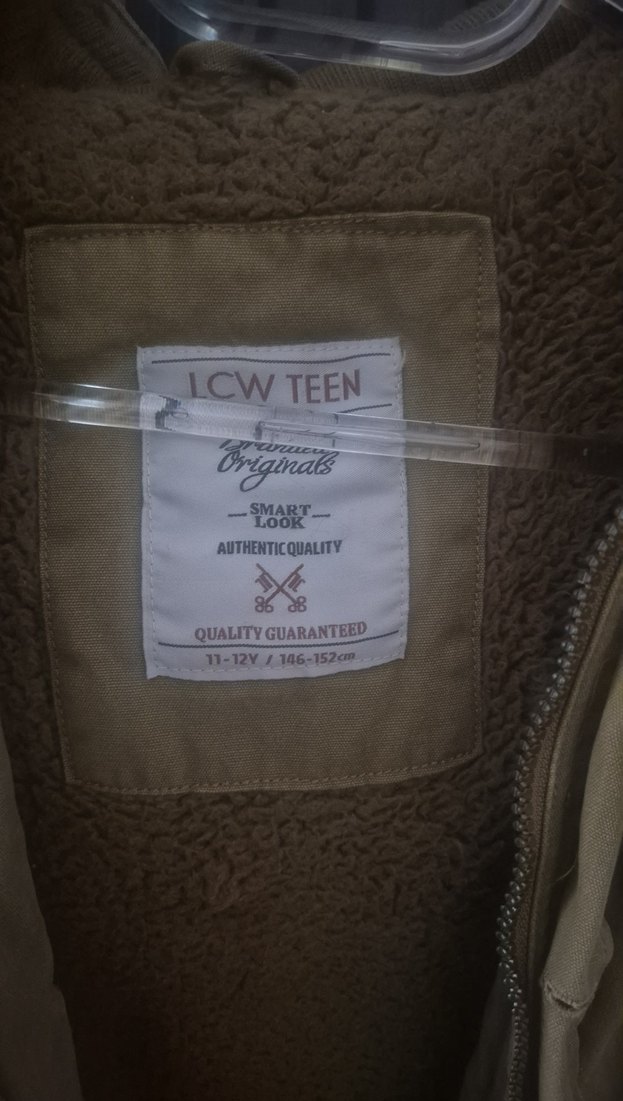 LCW TEEN
Originals
SMART
LOOK
AUTHENTIC QUALITY
QUALITY GUARANTEED
11-12Y / 146-152cm